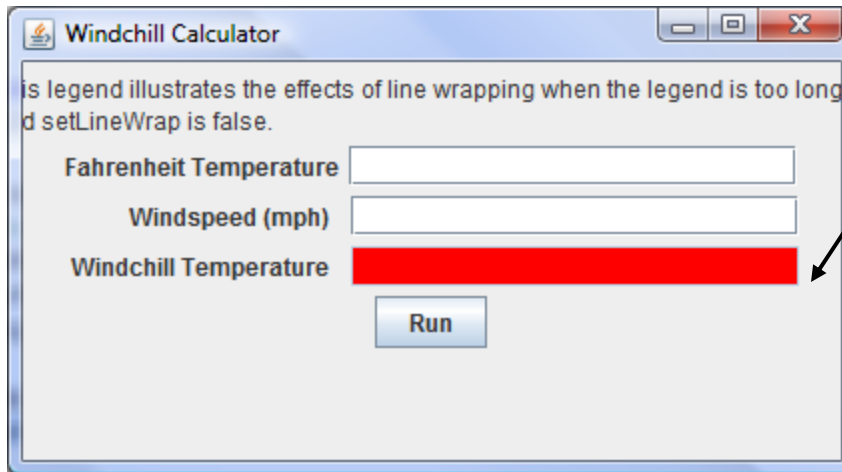 Windchill Calculator
is legend illustrates the effects of line wrapping when the legend is too long
d setLineWrap is false.
Fahrenheit Temperature
Windspeed (mph)
Windchill Temperature
Run